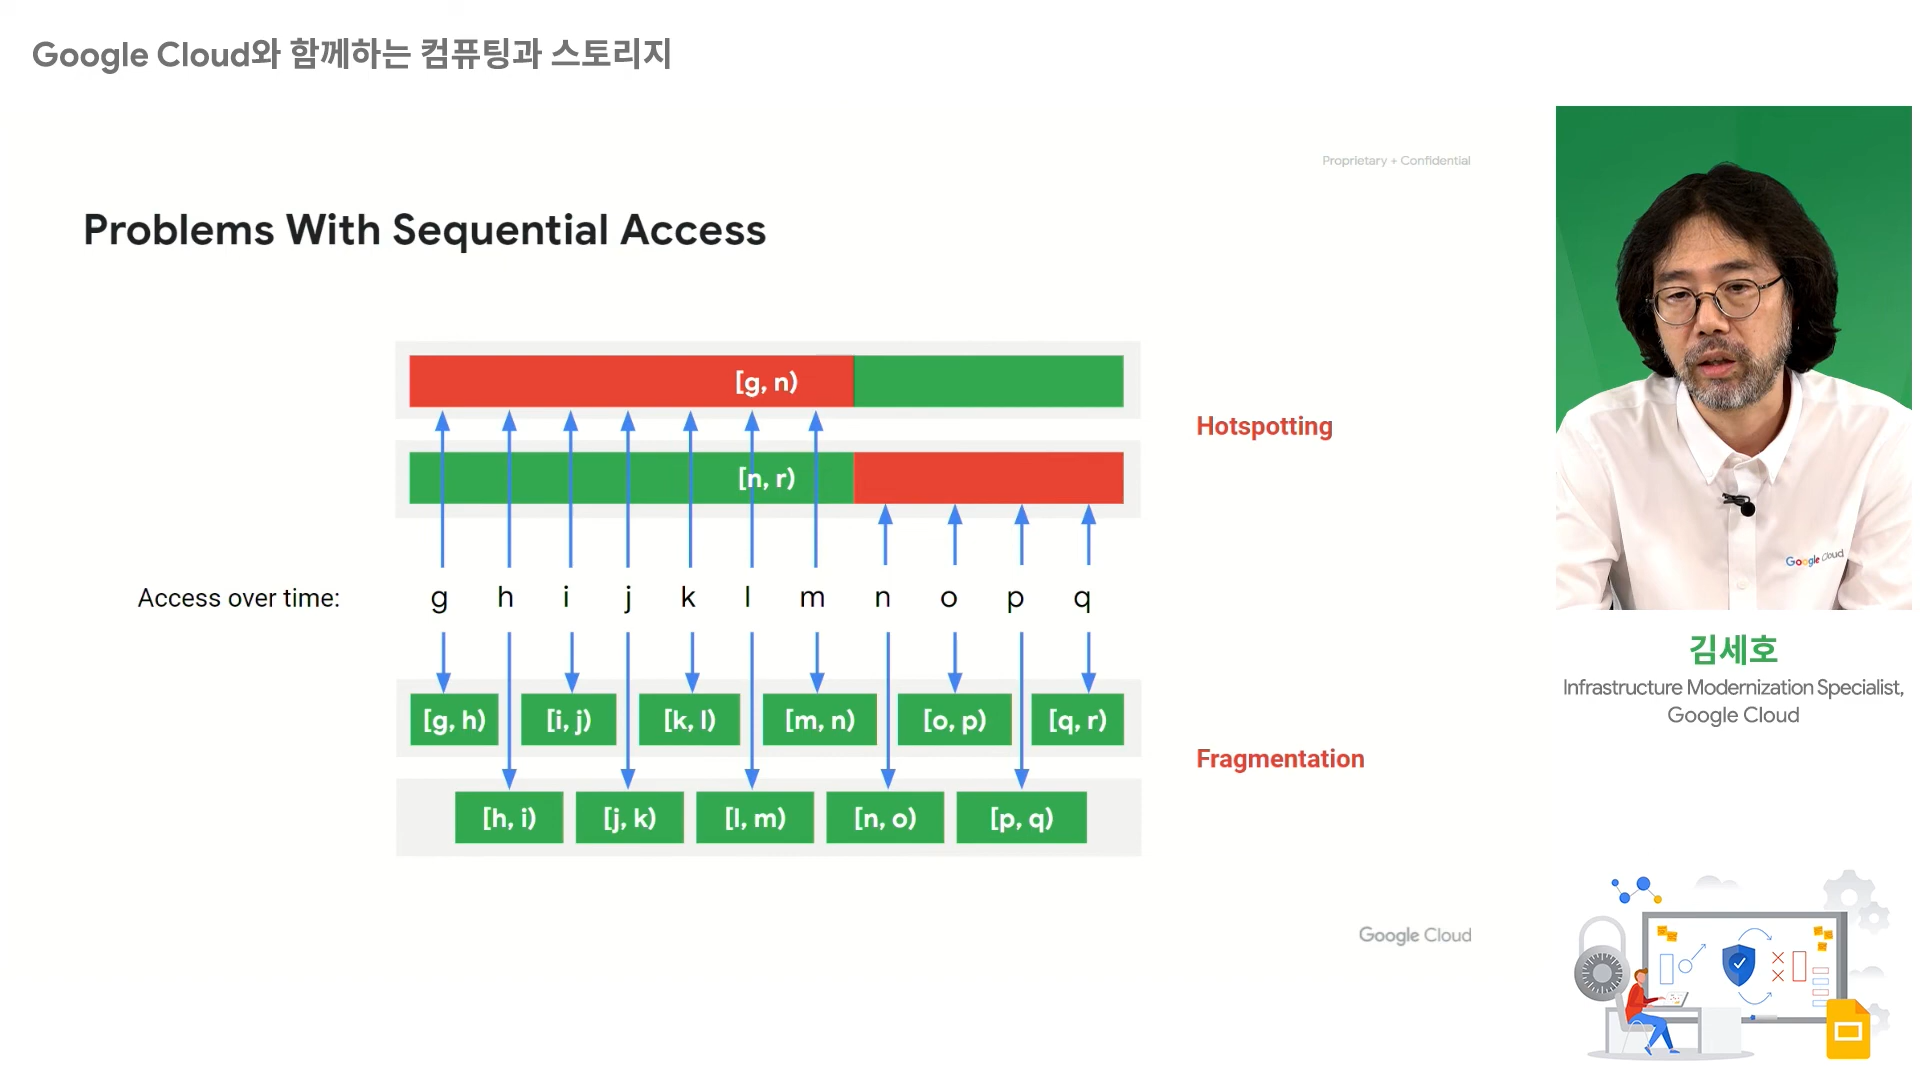 Google Cloud와 함께하는 컴퓨팅과 스토리지
Proprietary + Confidential
Problems With Sequential Access
[g, n)
Hotspotting
[n, r)
Access over time: g h i j k l m n o p q
[g, h) [i, j) [k, l) [m, n) [o, p) [q, r)
Fragmentation
[h, i) [j, k) [l, m) [n, o) [p, q)
Google Cloud
Google Cloud
김세호
Infrastructure Modernization Specialist,
Google Cloud